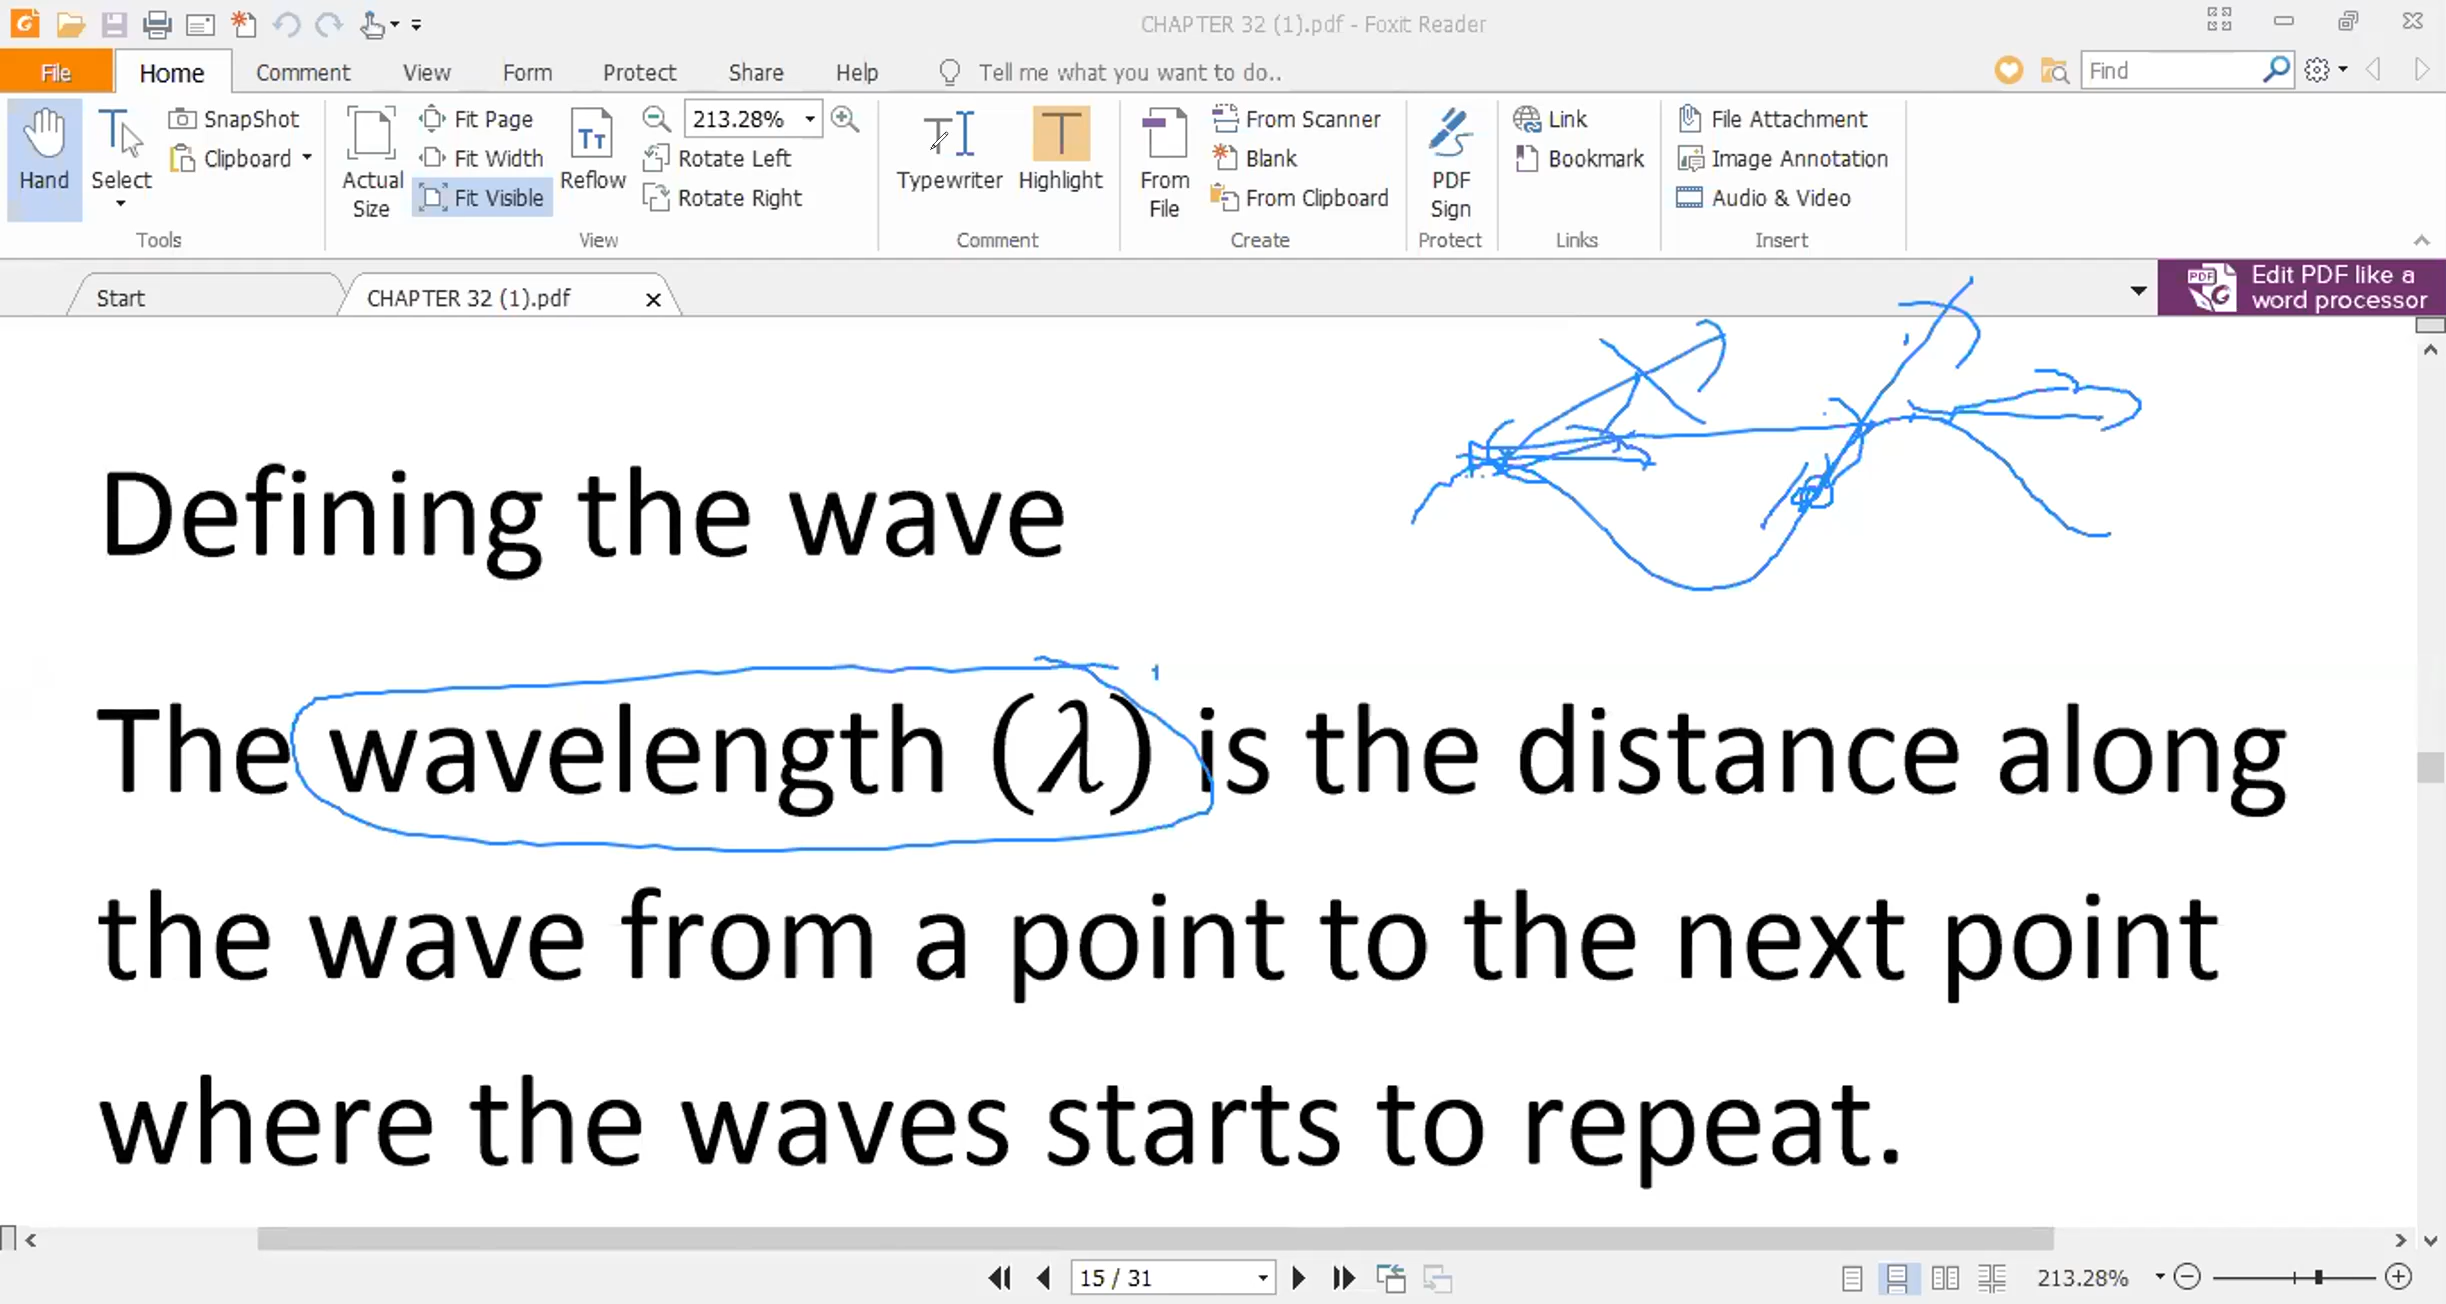 CHAPTER 32 (1).pdf - Foxit Reader
File Home Comment View Form Protect Share Help Tell me what you want to do.. Find
Hand Select SnapShot Clipboard Tools
Actual Size Fit Page Fit Width Fit Visible Reflow 213.28% Rotate Left Rotate Right View
Typewriter Highlight Comment
From File From Scanner Blank From Clipboard Create
PDF Sign Protect
Link Bookmark Links
File Attachment Image Annotation Audio & Video Insert
Start CHAPTER 32 (1).pdf
Edit PDF like a
word processor
Defining the wave
The wavelength (λ) is the distance along
the wave from a point to the next point
where the waves starts to repeat.
15 / 31 213.28%